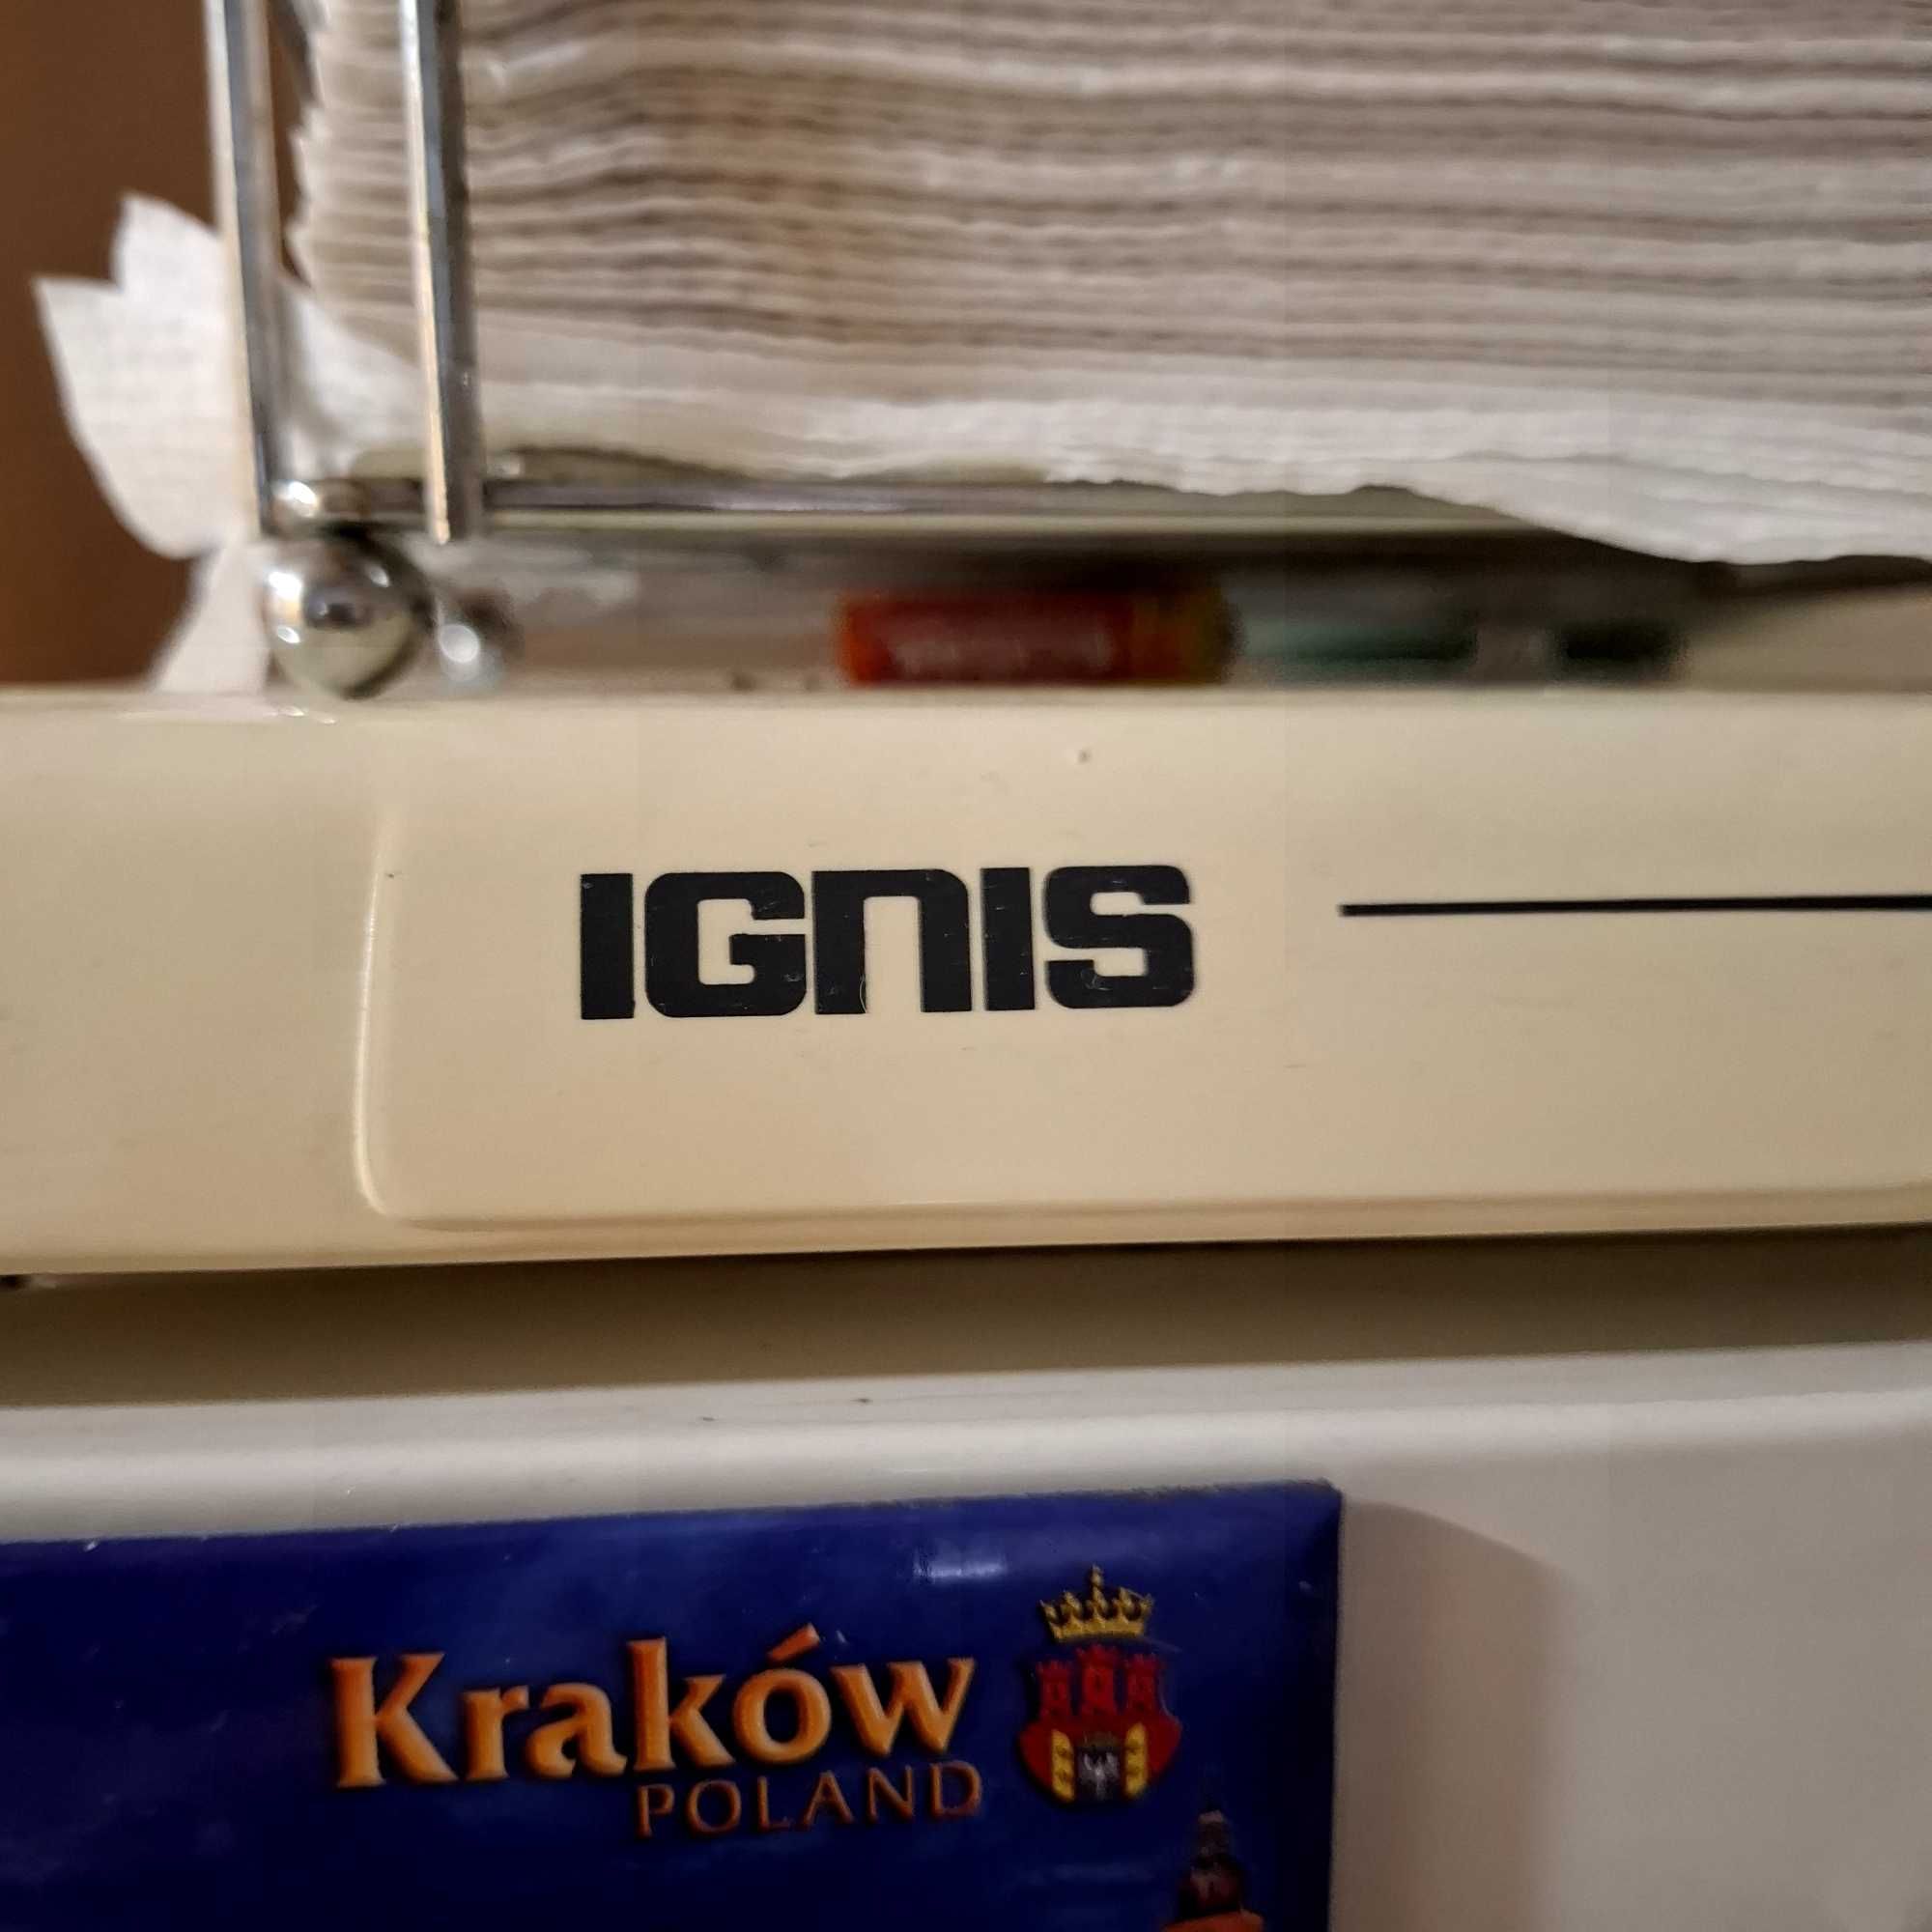 IGNIS
Kraków
POLAND